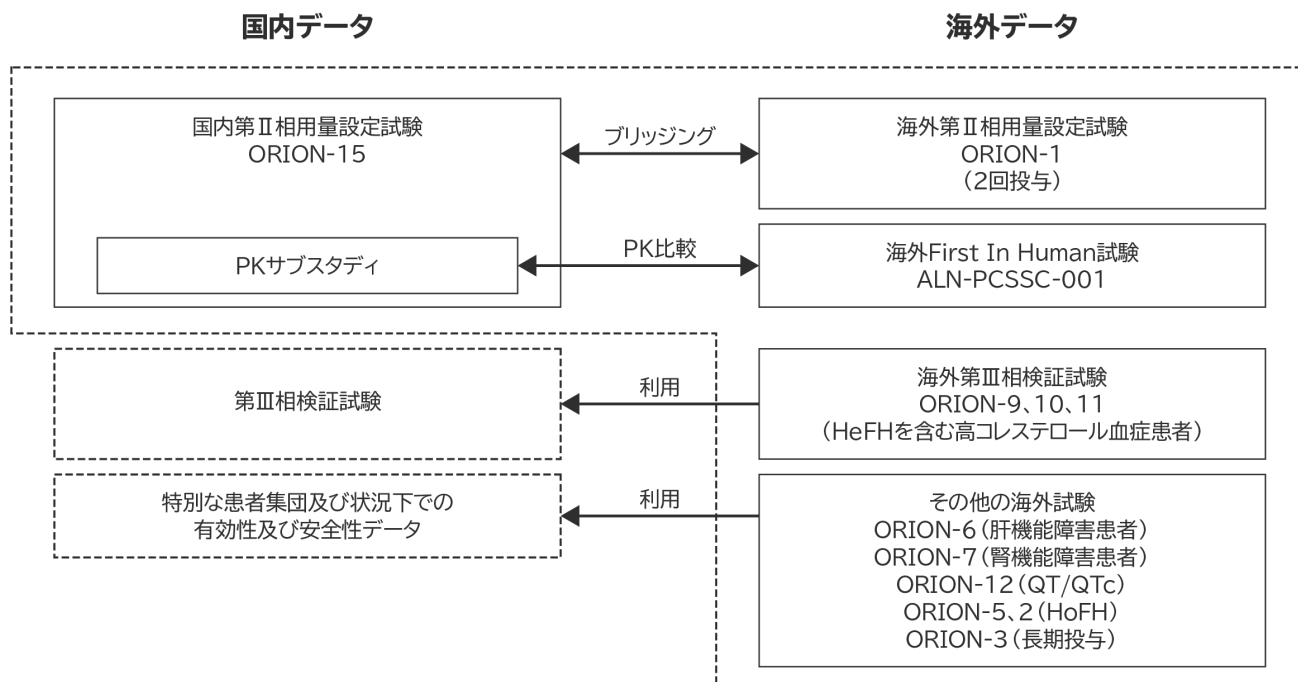 国内データ
海外データ
国内第Ⅱ相用量設定試験
ORION-15
ブリッジング
海外第Ⅱ相用量設定試験
ORION-1
（2回投与）
PKサブスタディ
PK比較
海外First In Human試験
ALN-PCSSC-001
第Ⅲ相検証試験
利用
海外第Ⅲ相検証試験
ORION-9、10、11
（HeFHを含む高コレステロール血症患者）
特別な患者集団及び状況下での
有効性及び安全性データ
利用
その他の海外試験
ORION-6（肝機能障害患者）
ORION-7（腎機能障害患者）
ORION-12（QT/QTc）
ORION-5、2（HoFH）
ORION-3（長期投与）